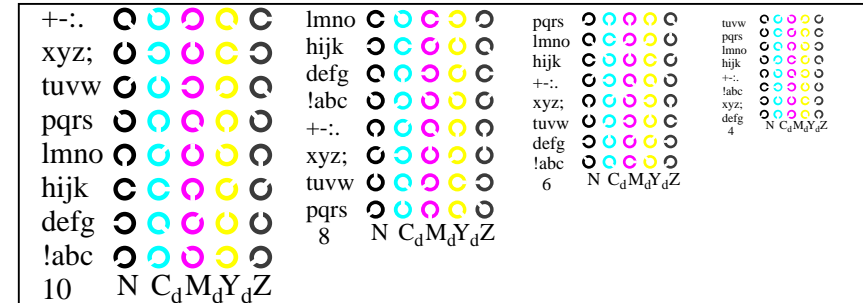 +-:.
xyz;
tuvw
pqrs
lmno
hijk
defg
!abc
10 N CdMdYdZ
lmno
hijk
defg
!abc
+-:.
xyz;
tuvw
pqrs
8 N CdMdYdZ
pqrs
lmno
hijk
+-:.
xyz;
tuvw
defg
!abc
6 N CdMdYdZ
tuvw
pqrs
lmno
hijk
+-:.
!abc
xyz;
defg
4 N CdMdYdZ